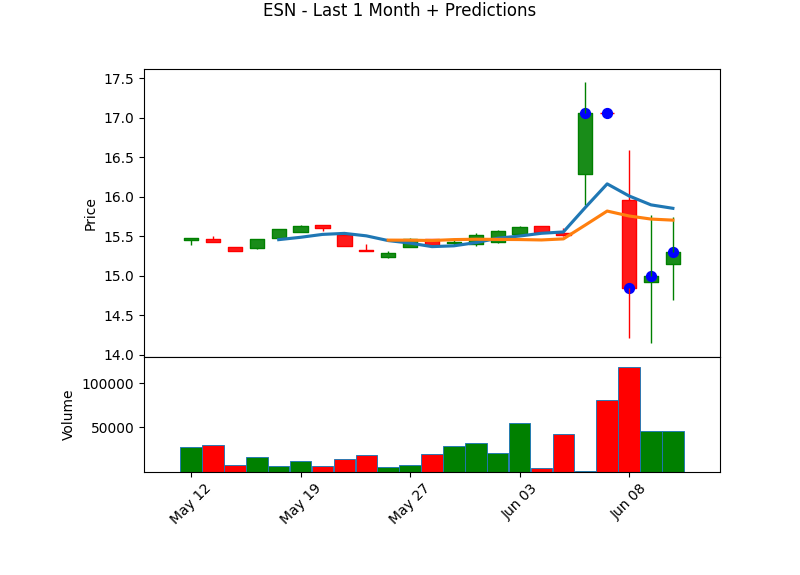 ESN - Last 1 Month + Predictions
17.5
17.0
16.5
16.0
15.5
15.0
14.5
14.0
Price
100000
50000
Volume
May 12
May 19
May 27
Jun 03
Jun 08